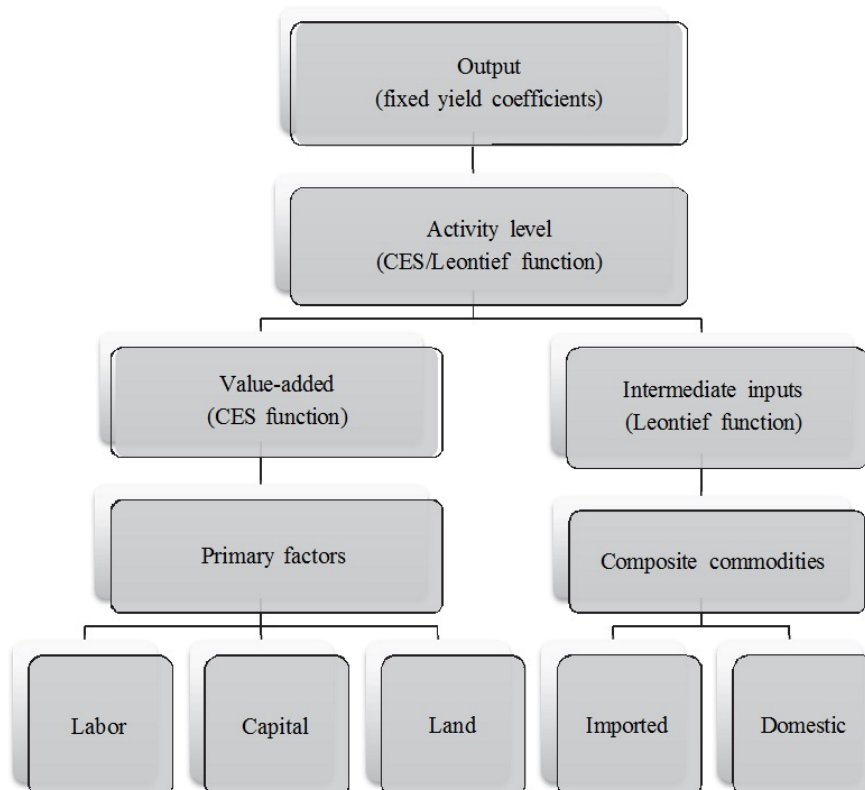 Output
(fixed yield coefficients)
Activity level
(CES/Leontief function)
Value-added
(CES function)
Intermediate inputs
(Leontief function)
Primary factors
Composite commodities
Labor
Capital
Land
Imported
Domestic